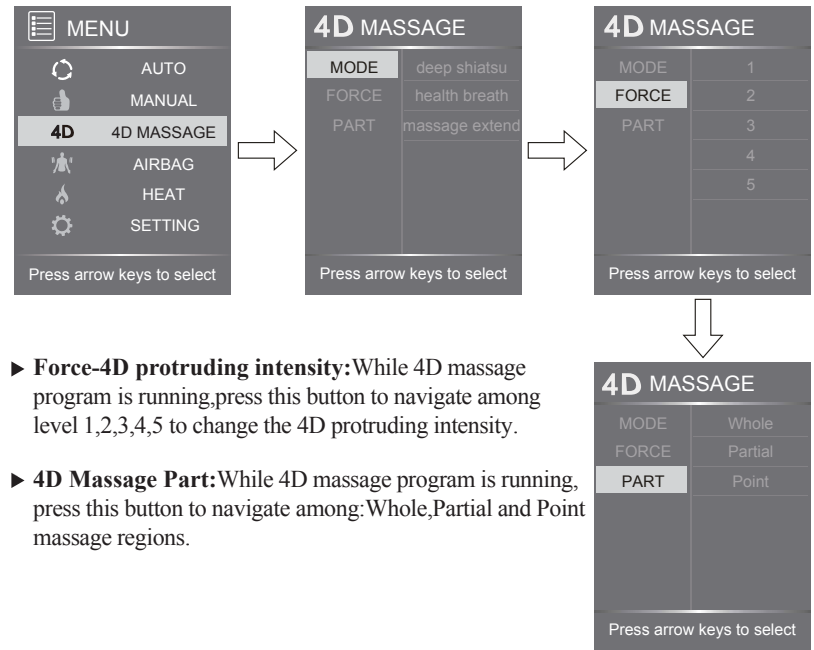 MENU
AUTO
MANUAL
4D 4D MASSAGE
AIRBAG
HEAT
SETTING
Press arrow keys to select
4D MASSAGE
MODE deep shiatsu
FORCE health breath
PART massage extend
Press arrow keys to select
4D MASSAGE
MODE 1
FORCE 2
PART 3
4
5
Press arrow keys to select
▶ Force-4D protruding intensity:While 4D massage
program is running,press this button to navigate among
level 1,2,3,4,5 to change the 4D protruding intensity.
▶ 4D Massage Part:While 4D massage program is running,
press this button to navigate among:Whole,Partial and Point
massage regions.
4D MASSAGE
MODE Whole
FORCE Partial
PART Point
Press arrow keys to select